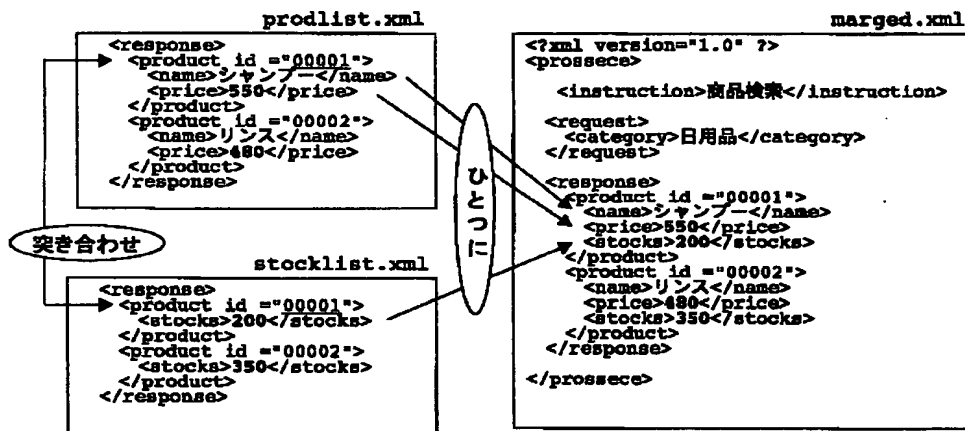 prodlist.xml
<response>
<product id ="00001">
<name>シャンプー</name>
<price>550</price>
</product>
<product id ="00002">
<name>リンス</name>
<price>480</price>
</product>
</response>
突き合わせ
stocklist.xml
<response>
<product id ="00001">
<stocks>200</stocks>
</product>
<product id ="00002">
<stocks>350</stocks>
</product>
</response>
ひとつに
marged.xml
<?xml version="1.0" ?>
<prossece>
<instruction>商品検索</instruction>
<request>
<category>日用品</category>
</request>
<response>
<product id ="00001">
<name>シャンプー</name>
<price>550</price>
<stocks>200</stocks>
</product>
<product id ="00002">
<name>リンス</name>
<price>480</price>
<stocks>350</stocks>
</product>
</response>
</prossece>